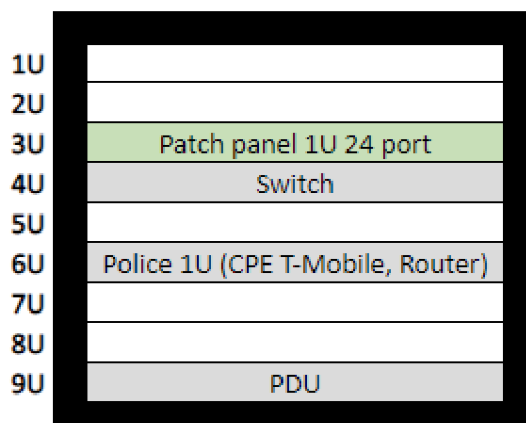 1U
2U
3U Patch panel 1U 24 port
4U Switch
5U
6U Police 1U (CPE T-Mobile, Router)
7U
8U
9U PDU